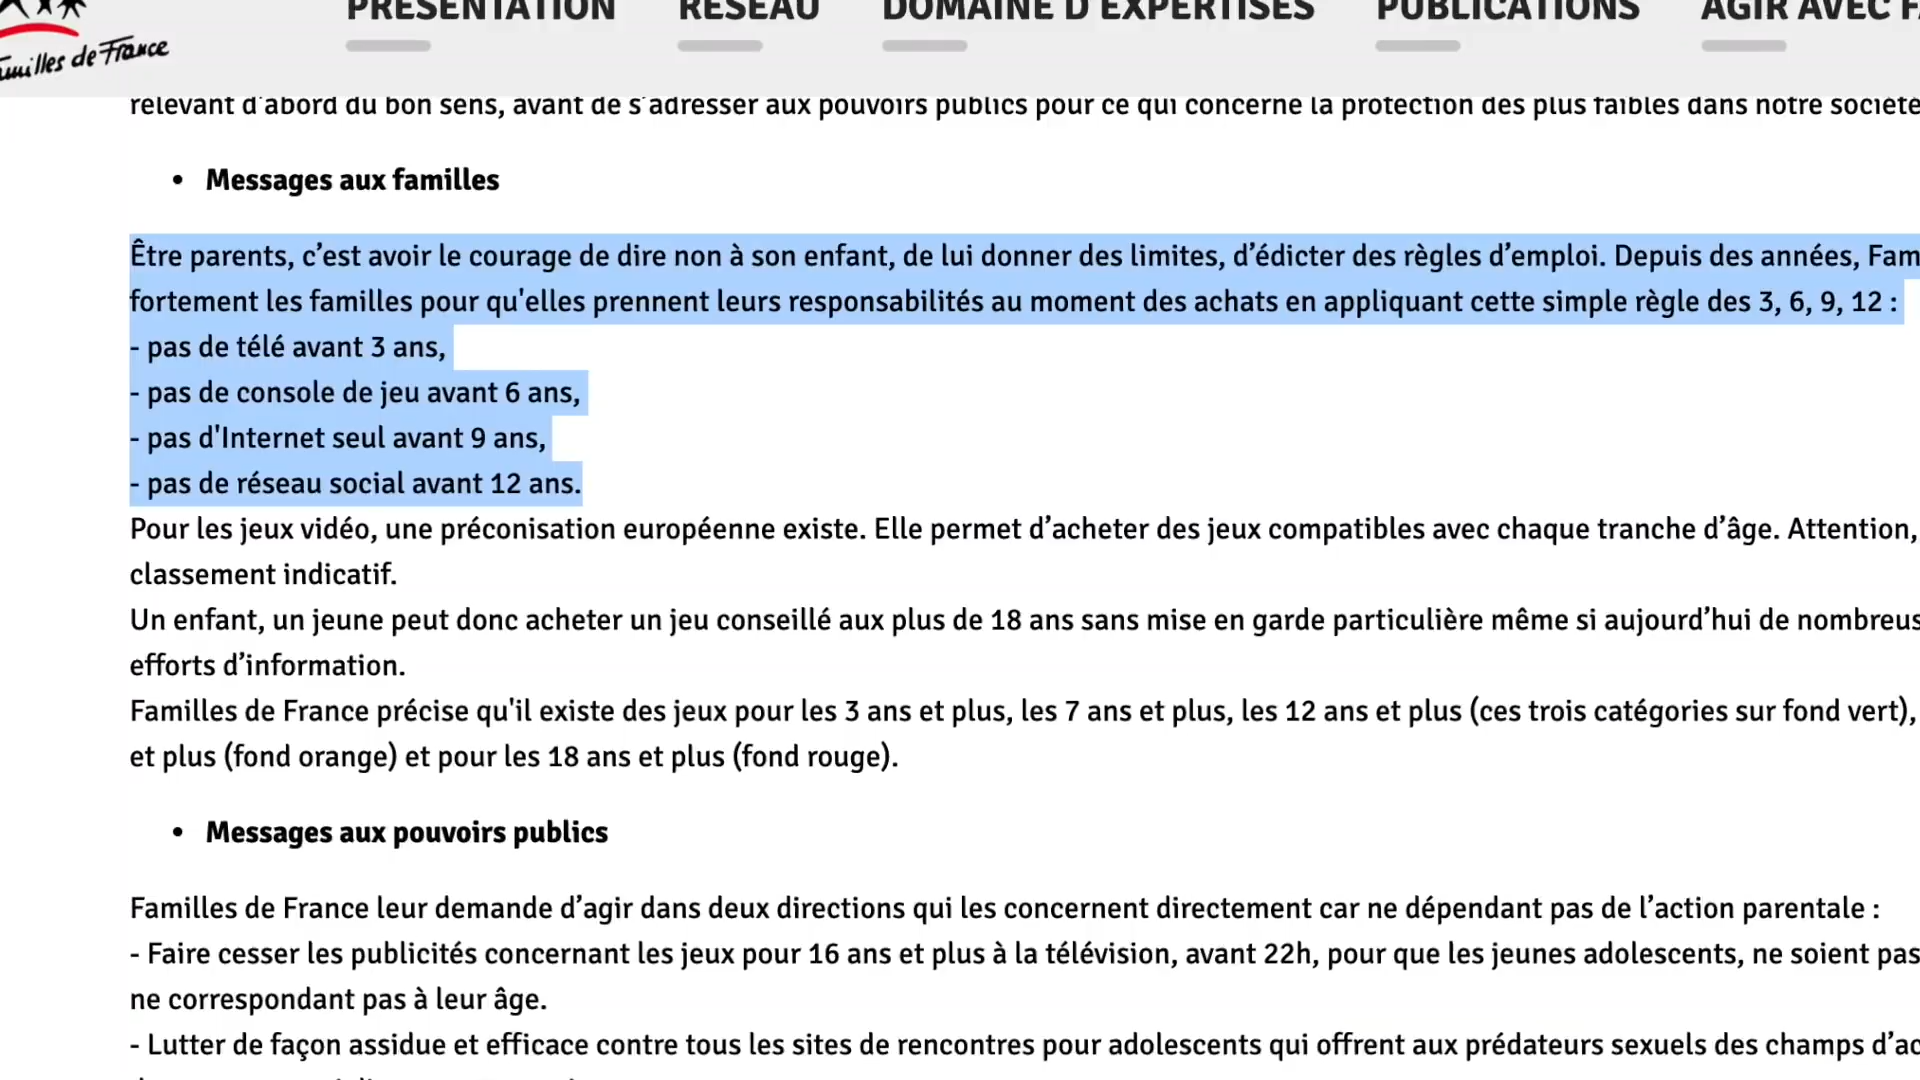 PRÉSENTATION RÉSEAU DOMAINE D'EXPERTISES PUBLICATIONS AGIR AVEC
Familles de France
relevant d'abord du bon sens, avant de s'adresser aux pouvoirs publics pour ce qui concerne la protection des plus faibles dans notre société
• Messages aux familles
Être parents, c’est avoir le courage de dire non à son enfant, de lui donner des limites, d’édicter des règles d’emploi. Depuis des années, Fam
fortement les familles pour qu'elles prennent leurs responsabilités au moment des achats en appliquant cette simple règle des 3, 6, 9, 12 :
- pas de télé avant 3 ans,
- pas de console de jeu avant 6 ans,
- pas d'Internet seul avant 9 ans,
- pas de réseau social avant 12 ans.
Pour les jeux vidéo, une préconisation européenne existe. Elle permet d’acheter des jeux compatibles avec chaque tranche d’âge. Attention,
classement indicatif.
Un enfant, un jeune peut donc acheter un jeu conseillé aux plus de 18 ans sans mise en garde particulière même si aujourd’hui de nombreus
efforts d’information.
Familles de France précise qu'il existe des jeux pour les 3 ans et plus, les 7 ans et plus, les 12 ans et plus (ces trois catégories sur fond vert),
et plus (fond orange) et pour les 18 ans et plus (fond rouge).
• Messages aux pouvoirs publics
Familles de France leur demande d’agir dans deux directions qui les concernent directement car ne dépendant pas de l’action parentale :
- Faire cesser les publicités concernant les jeux pour 16 ans et plus à la télévision, avant 22h, pour que les jeunes adolescents, ne soient pas
ne correspondant pas à leur âge.
- Lutter de façon assidue et efficace contre tous les sites de rencontres pour adolescents qui offrent aux prédateurs sexuels des champs d’ac